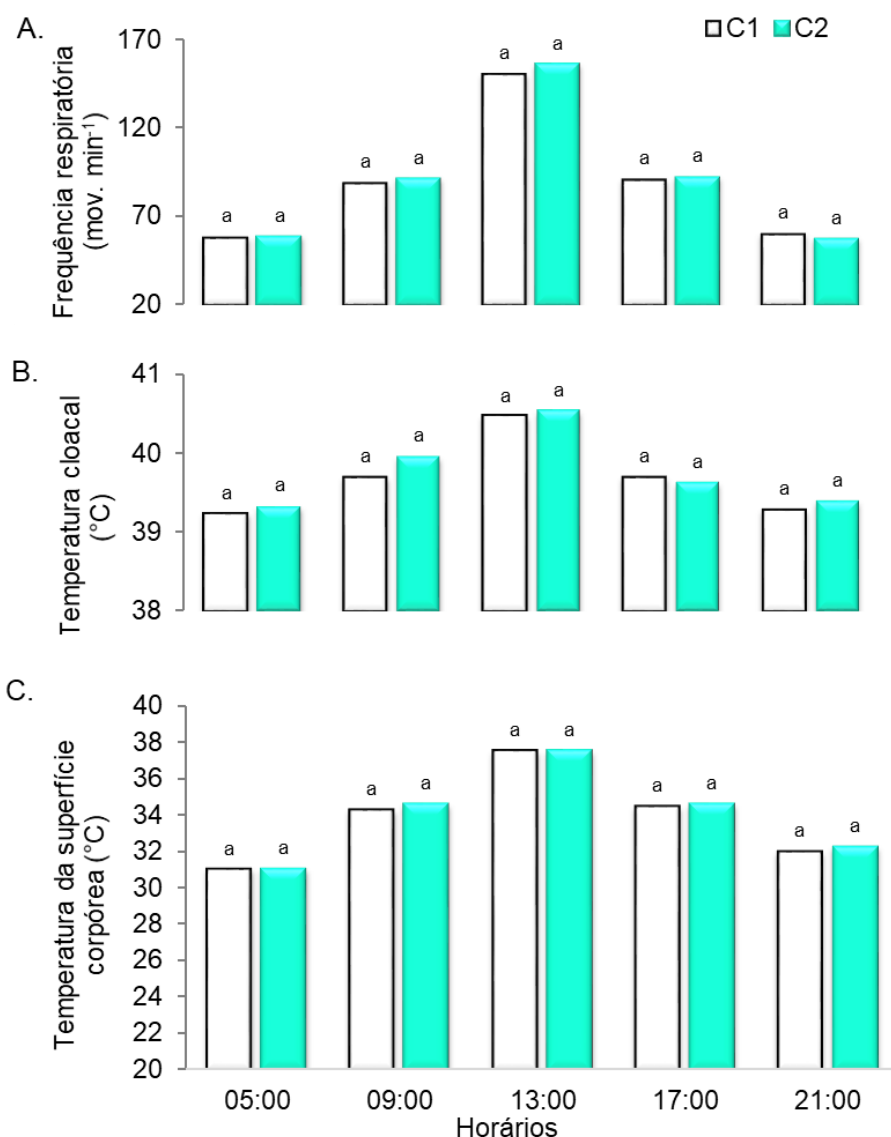 A.
C1 C2
Frequência respiratória
(mov. min⁻¹)
170
120
70
20
a a a a a a a a a a
B.
Temperatura cloacal
(°C)
41
40
39
38
a a a a a a a a a a
C.
Temperatura da superfície
corpórea (°C)
40
38
36
34
32
30
28
26
24
22
20
a a a a a a a a a a
05:00 09:00 13:00 17:00 21:00
Horários